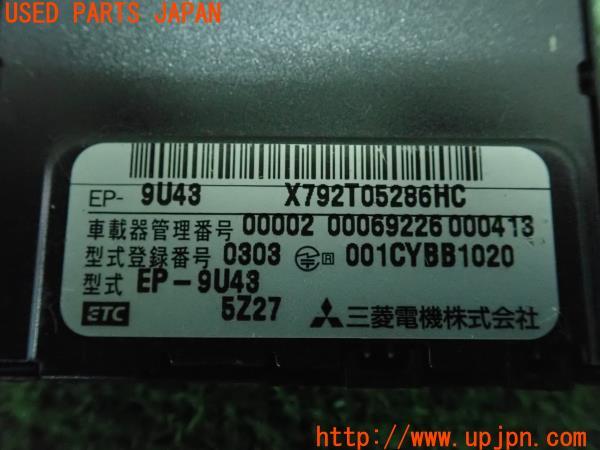 USED PARTS JAPAN
EP- 9U43 X792T05286HC
車載器管理番号 00002 00069226 000413
型式登録番号 0303 R 001CYBB1020
型式 EP-9U43
ETC 5Z27 三菱電機株式会社
http://www.upjpn.com/